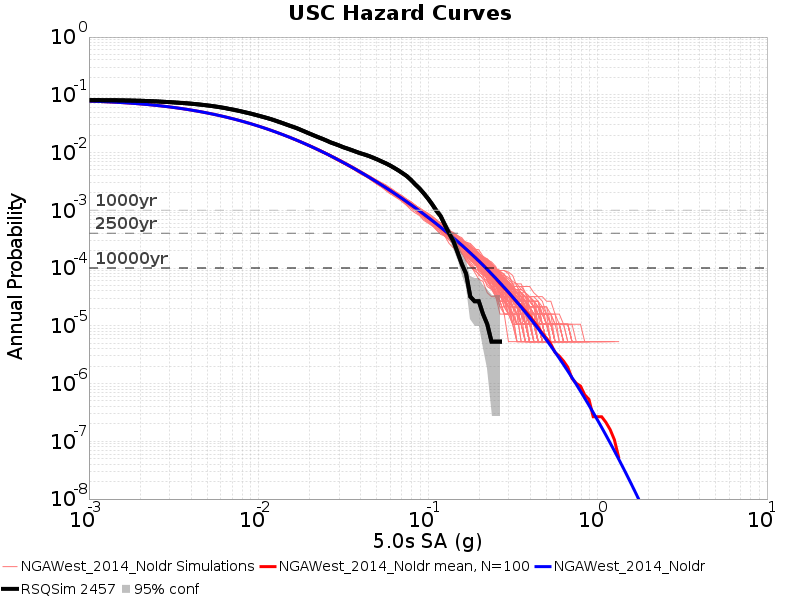 USC Hazard Curves
Annual Probability
10^0
10^-1
10^-2
10^-3
10^-4
10^-5
10^-6
10^-7
10^-8
1000yr
2500yr
10000yr
10^-3 10^-2 10^-1 10^0 10^1
5.0s SA (g)
NGAWest_2014_NoIdr Simulations NGAWest_2014_NoIdr mean, N=100 NGAWest_2014_NoIdr
RSQSim 2457 95% conf